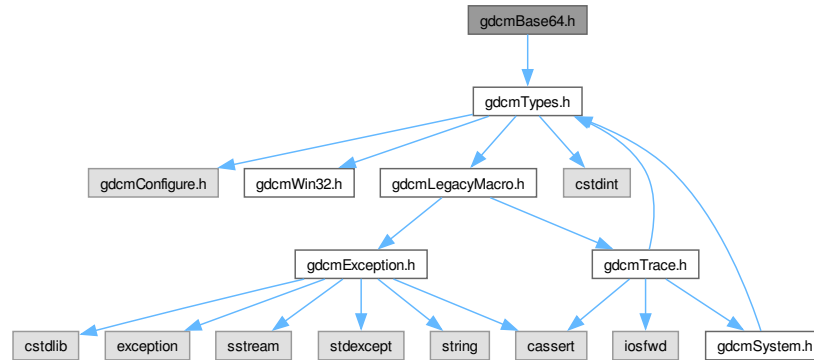 gdcmBase64.h
gdcmTypes.h
gdcmConfigure.h
gdcmWin32.h
gdcmLegacyMacro.h
cstdint
gdcmException.h
gdcmTrace.h
cstdlib
exception
sstream
stdexcept
string
cassert
iosfwd
gdcmSystem.h